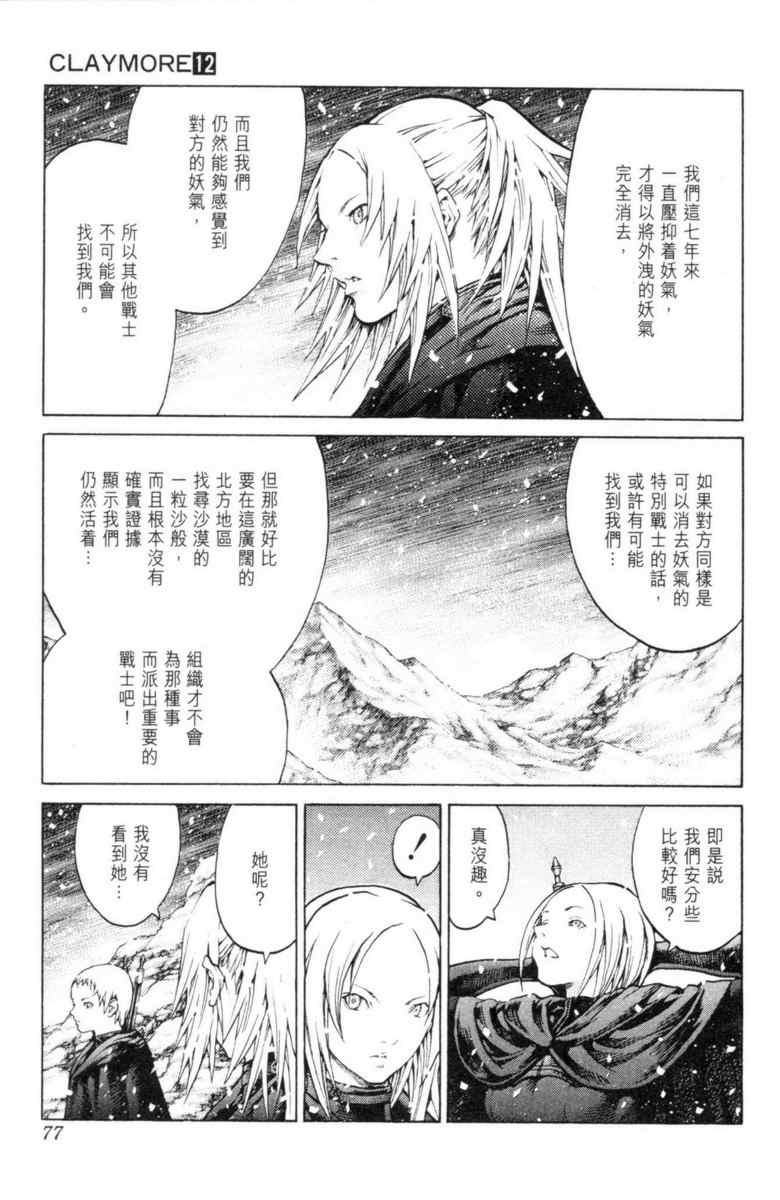 CLAYMORE12
我們這七年來
一直壓抑着妖氣，
才得以將外洩的妖氣
完全消去，
而且我們
仍然能夠感覺到
對方的妖氣，
所以其他戰士
不可能會
找到我們。
如果對方同樣是
可以消去妖氣的
特別戰士的話，
或許有可能
找到我們…
但那就好比
要在這廣闊的
北方地區
找尋沙漠的
一粒沙般，
而且根本沒有
確實證據
顯示我們
仍然活着…
組織才不會
為那種事
而派出重要的
戰士吧！
即是說
我們安分些
比較好嗎？
真沒趣。
！
她呢？
我沒有
看到她…
77